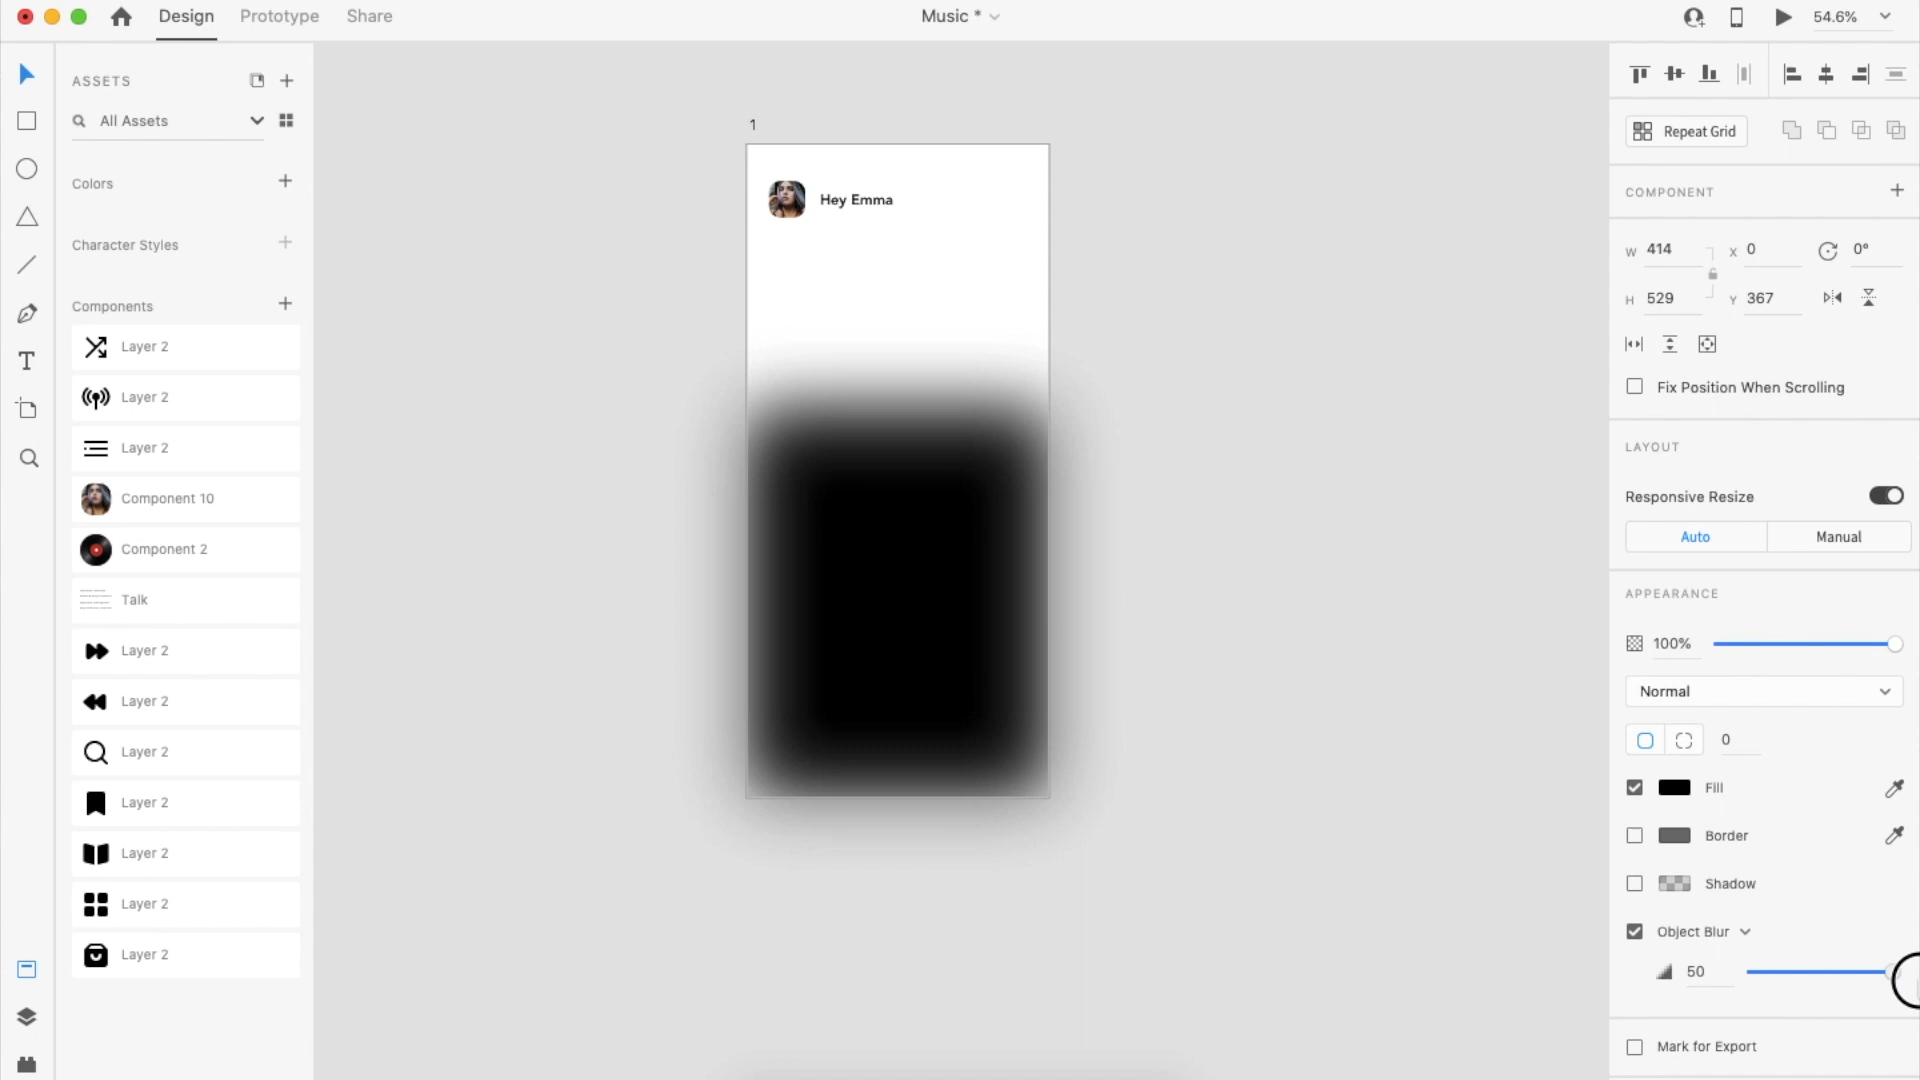 Design Prototype Share
Music *
54.6%
ASSETS
All Assets
Colors
Character Styles
Components
Layer 2
Layer 2
Layer 2
Component 10
Component 2
Talk
Layer 2
Layer 2
Layer 2
Layer 2
Layer 2
Layer 2
Layer 2
1
Hey Emma
Repeat Grid
COMPONENT
W 414 X 0 0°
H 529 Y 367
Fix Position When Scrolling
LAYOUT
Responsive Resize
Auto Manual
APPEARANCE
100%
Normal
0
Fill
Border
Shadow
Object Blur
50
Mark for Export